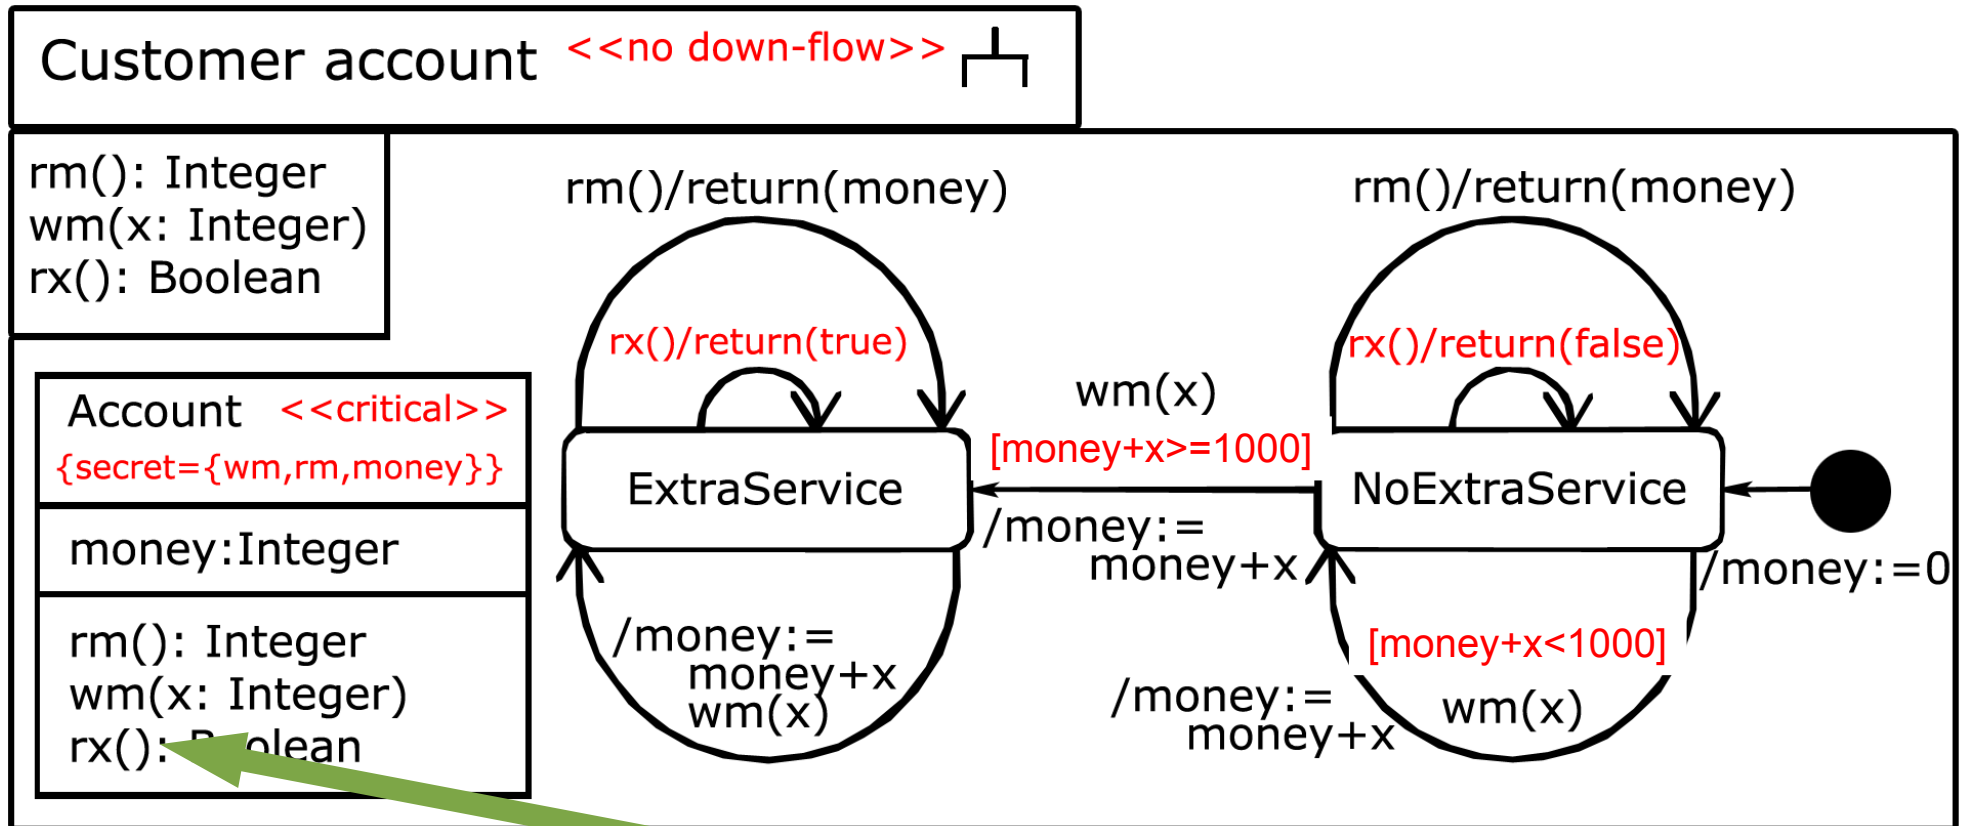 Customer account <<no down-flow>>
rm(): Integer
wm(x: Integer)
rx(): Boolean
Account <<critical>>
{secret={wm,rm,money}}
money:Integer
rm(): Integer
wm(x: Integer)
rx(): Boolean
rm()/return(money)
rx()/return(true)
ExtraService
/money:=
money+x
wm(x)
wm(x)
[money+x>=1000]
/money:=
money+x
rm()/return(money)
rx()/return(false)
NoExtraService
/money:=0
[money+x<1000]
wm(x)
/money:=
money+x